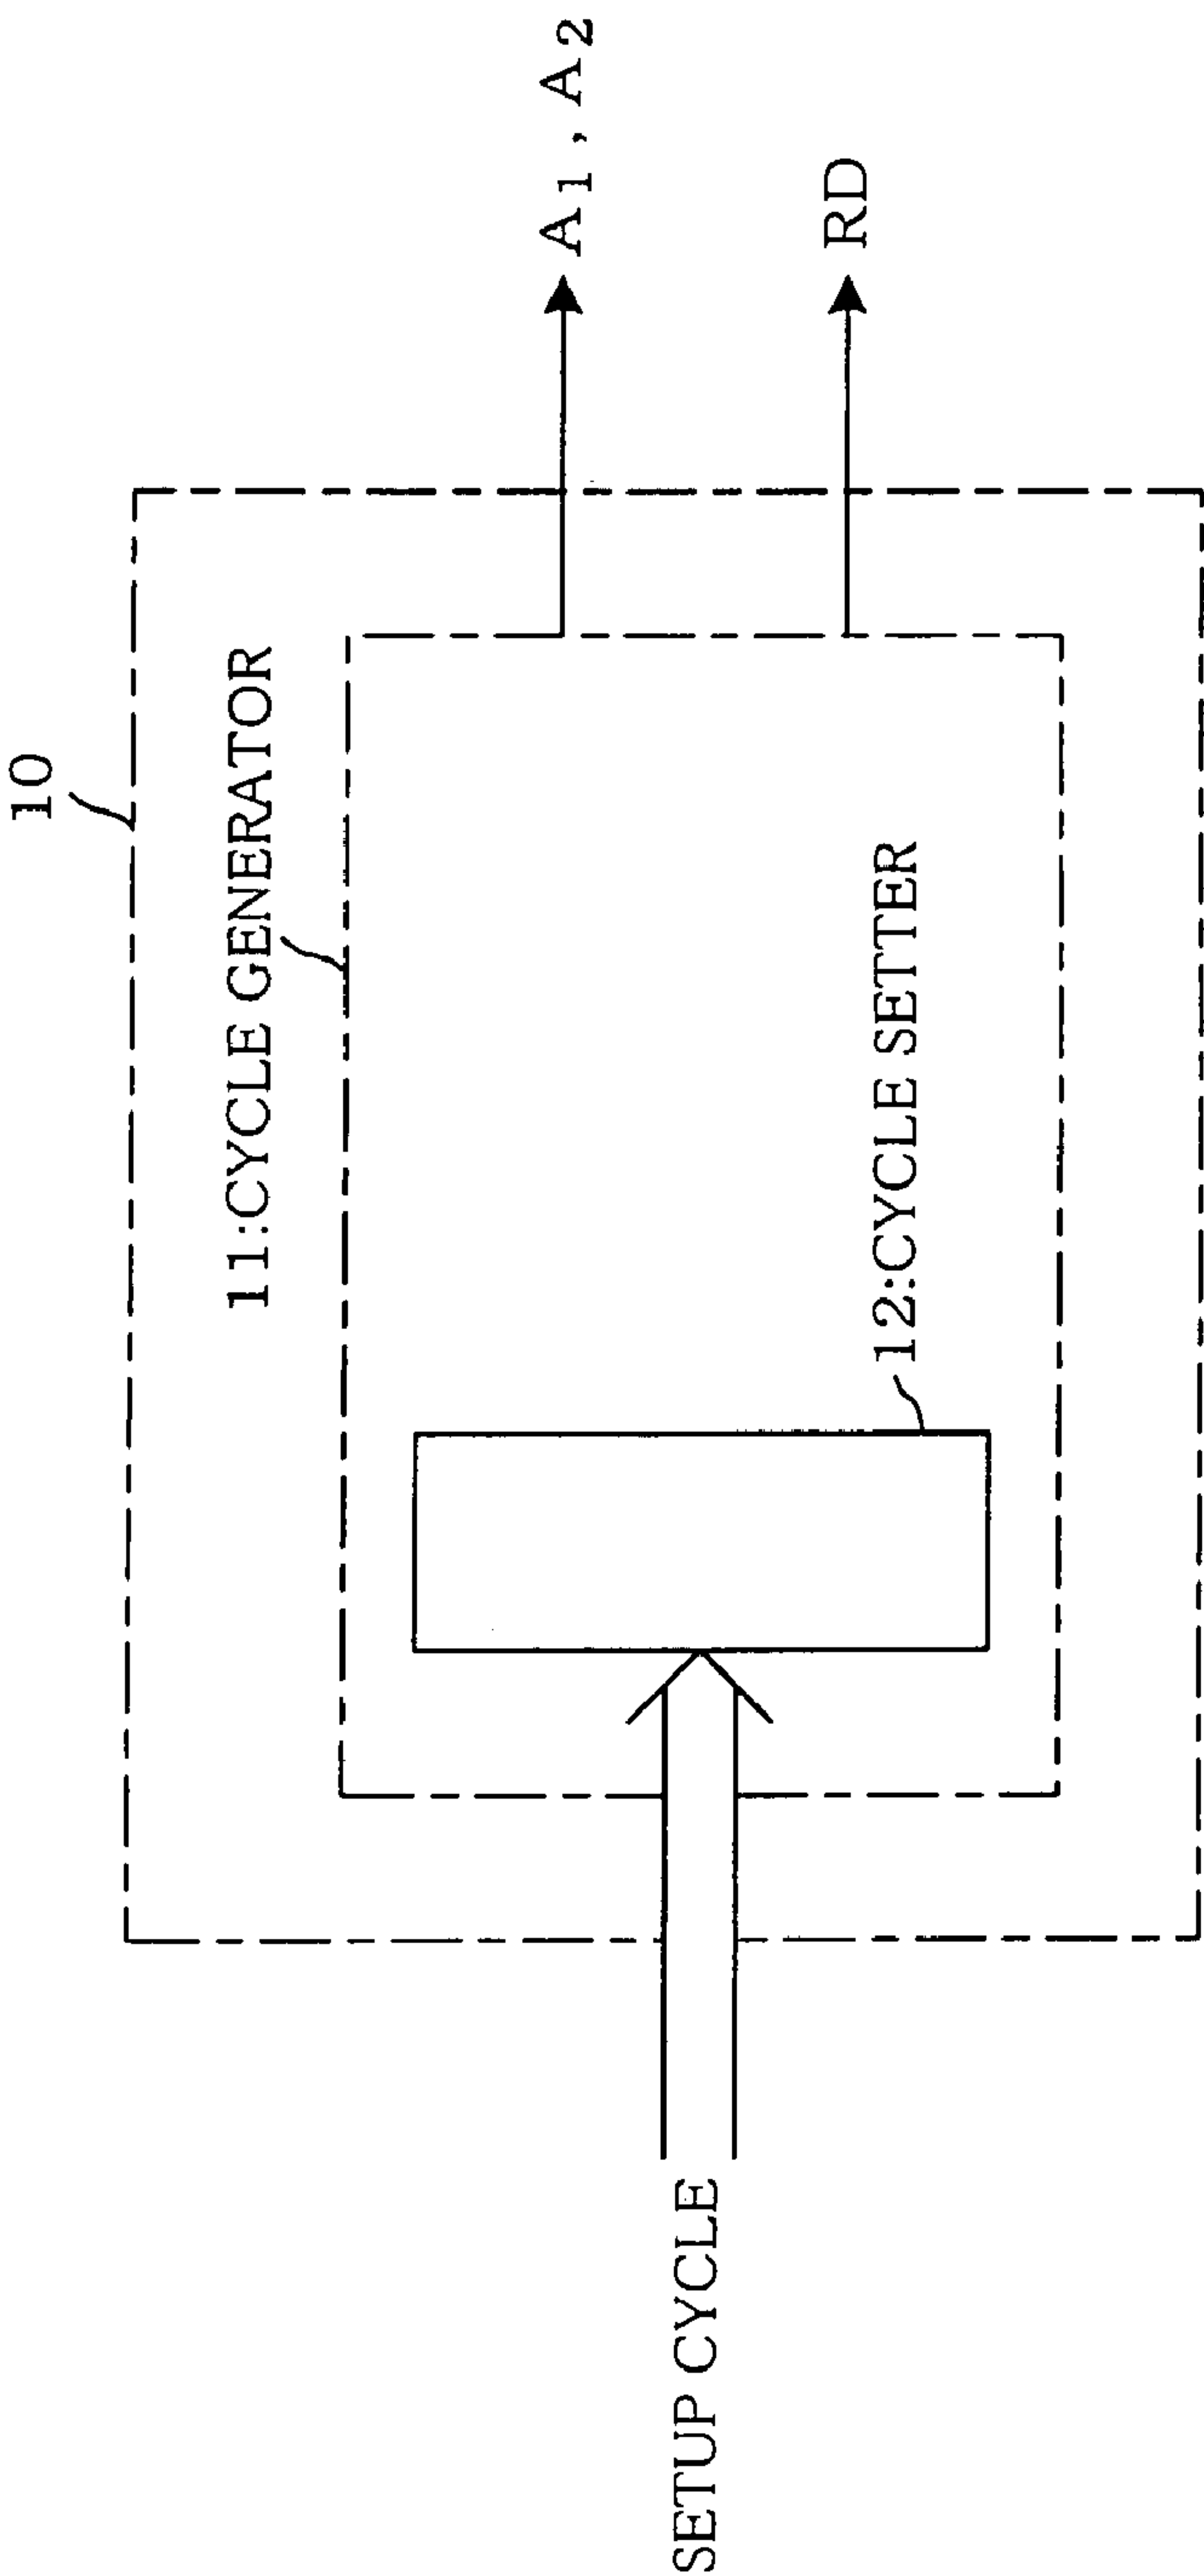 10
11:CYCLE GENERATOR
A1, A2
RD
12:CYCLE SETTER
SETUP CYCLE